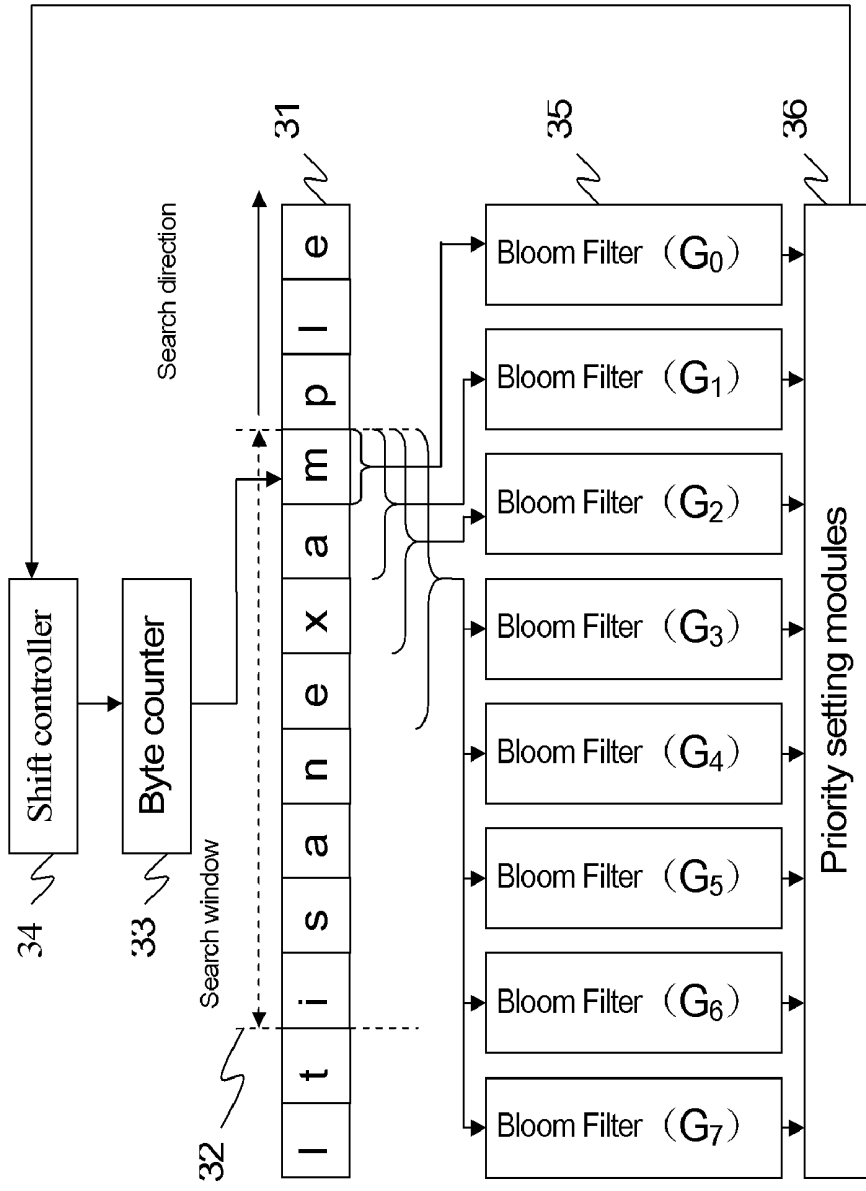 34
Shift controller
33
Byte counter
Search window
Search direction
32
31
I t i s a n e x a m p l e
35
Bloom Filter (G7)
Bloom Filter (G6)
Bloom Filter (G5)
Bloom Filter (G4)
Bloom Filter (G3)
Bloom Filter (G2)
Bloom Filter (G1)
Bloom Filter (G0)
36
Priority setting modules